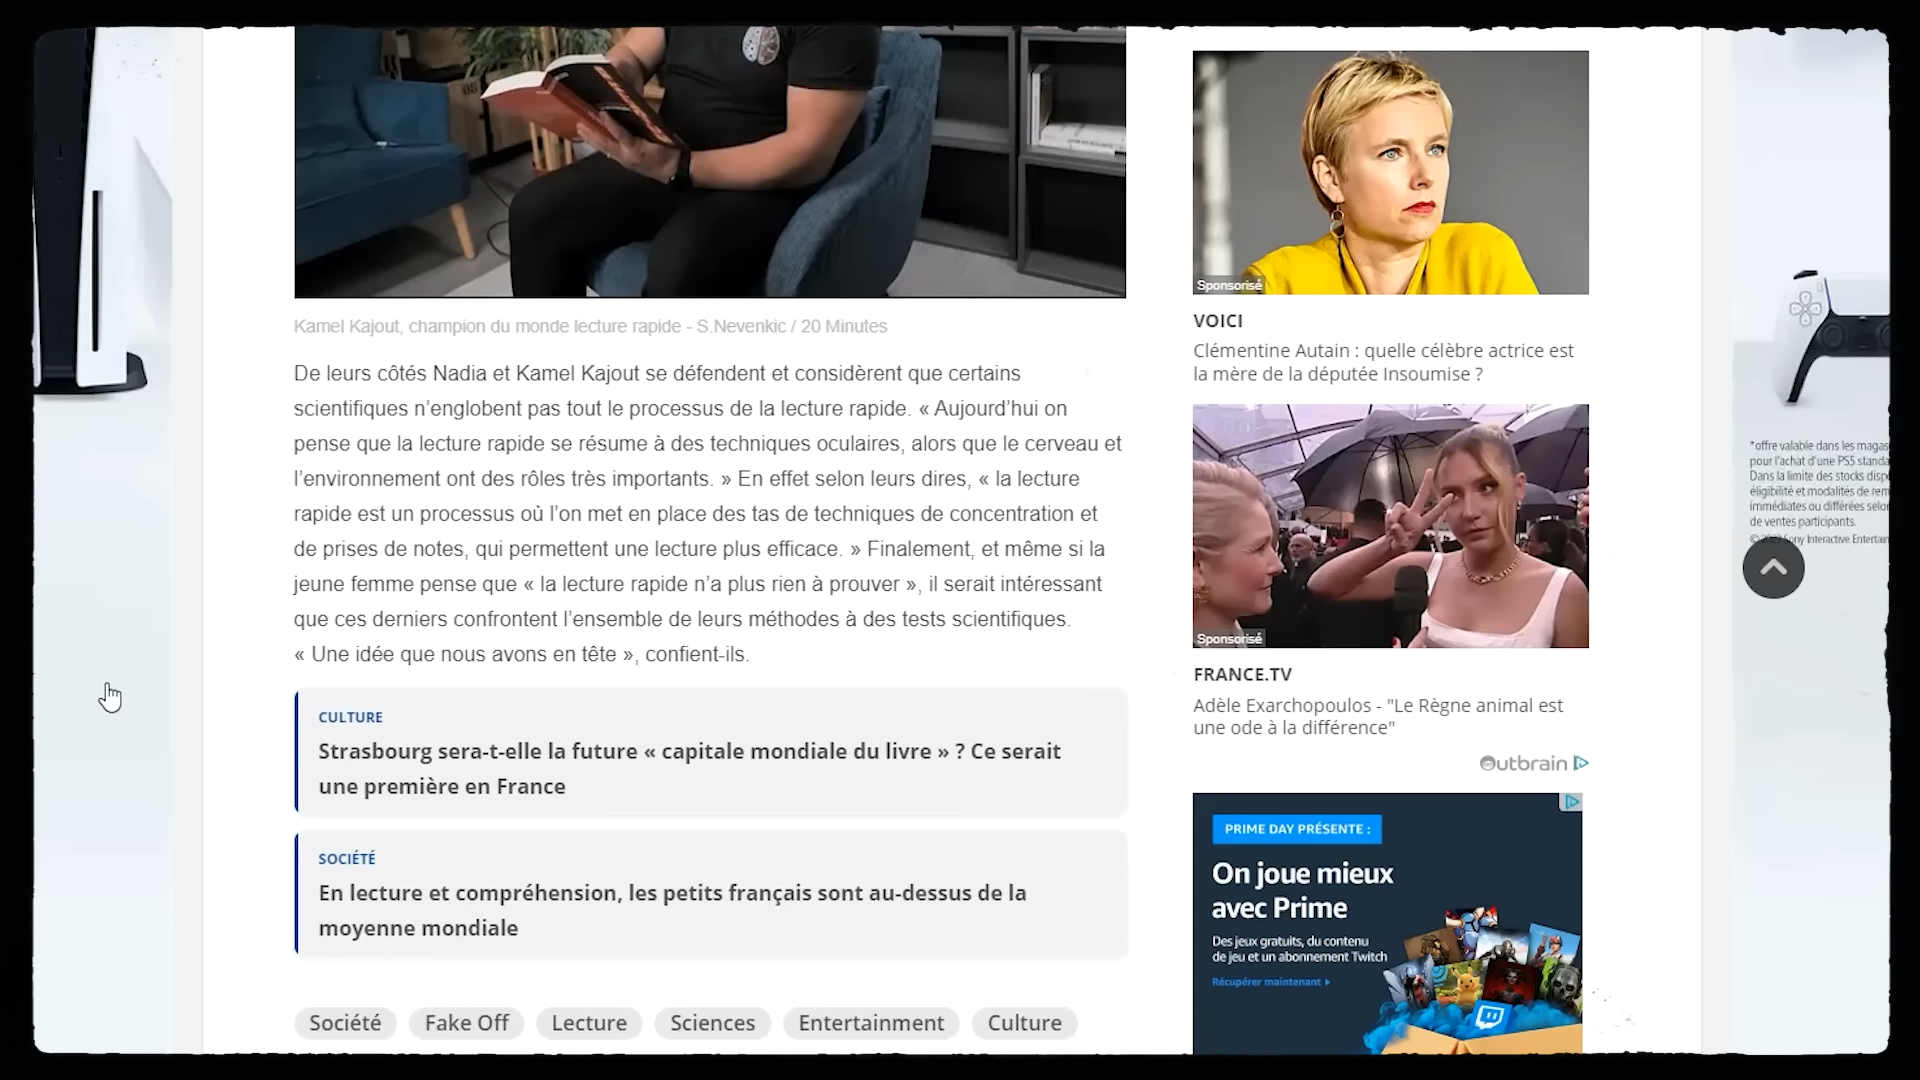 Kamel Kajout, champion du monde lecture rapide - S.Nevenkic / 20 Minutes
De leurs côtés Nadia et Kamel Kajout se défendent et considèrent que certains
scientifiques n’englobent pas tout le processus de la lecture rapide. « Aujourd’hui on
pense que la lecture rapide se résume à des techniques oculaires, alors que le cerveau et
l’environnement ont des rôles très importants. » En effet selon leurs dires, « la lecture
rapide est un processus où l’on met en place des tas de techniques de concentration et
de prises de notes, qui permettent une lecture plus efficace. » Finalement, et même si la
jeune femme pense que « la lecture rapide n’a plus rien à prouver », il serait intéressant
que ces derniers confrontent l’ensemble de leurs méthodes à des tests scientifiques.
« Une idée que nous avons en tête », confient-ils.
CULTURE
Strasbourg sera-t-elle la future « capitale mondiale du livre » ? Ce serait
une première en France
SOCIÉTÉ
En lecture et compréhension, les petits français sont au-dessus de la
moyenne mondiale
Société Fake Off Lecture Sciences Entertainment Culture
Sponsorisé
VOICI
Clémentine Autain : quelle célèbre actrice est
la mère de la députée Insoumise ?
Sponsorisé
FRANCE.TV
Adèle Exarchopoulos - "Le Règne animal est
une ode à la différence"
Outbrain
PRIME DAY PRÉSENTE :
On joue mieux
avec Prime
Des jeux gratuits, du contenu
de jeu et un abonnement Twitch
Récupérer maintenant
*offre valable dans les magas
pour l'achat d'une PS5 standa
Dans la limite des stocks disp
éligibilité et modalités de rem
immédiates ou différées selon
de ventes participants.
Sony Interactive Entertain